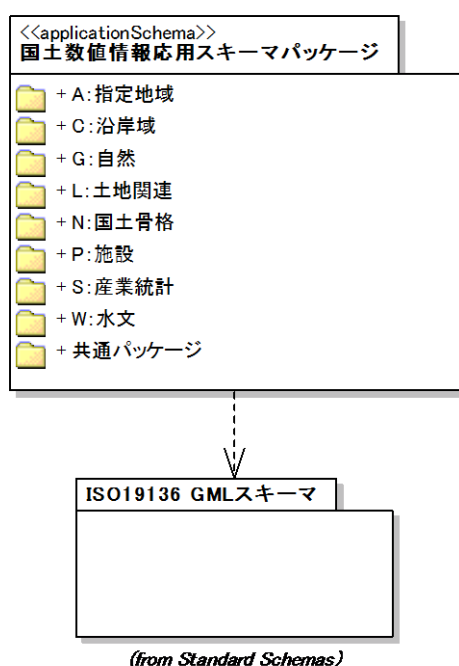 <<applicationSchema>>
国土数値情報応用スキーマパッケージ
+ A:指定地域
+ C:沿岸域
+ G:自然
+ L:土地関連
+ N:国土骨格
+ P:施設
+ S:産業統計
+ W:水文
+ 共通パッケージ
ISO19136 GMLスキーマ
(from Standard Schemas)